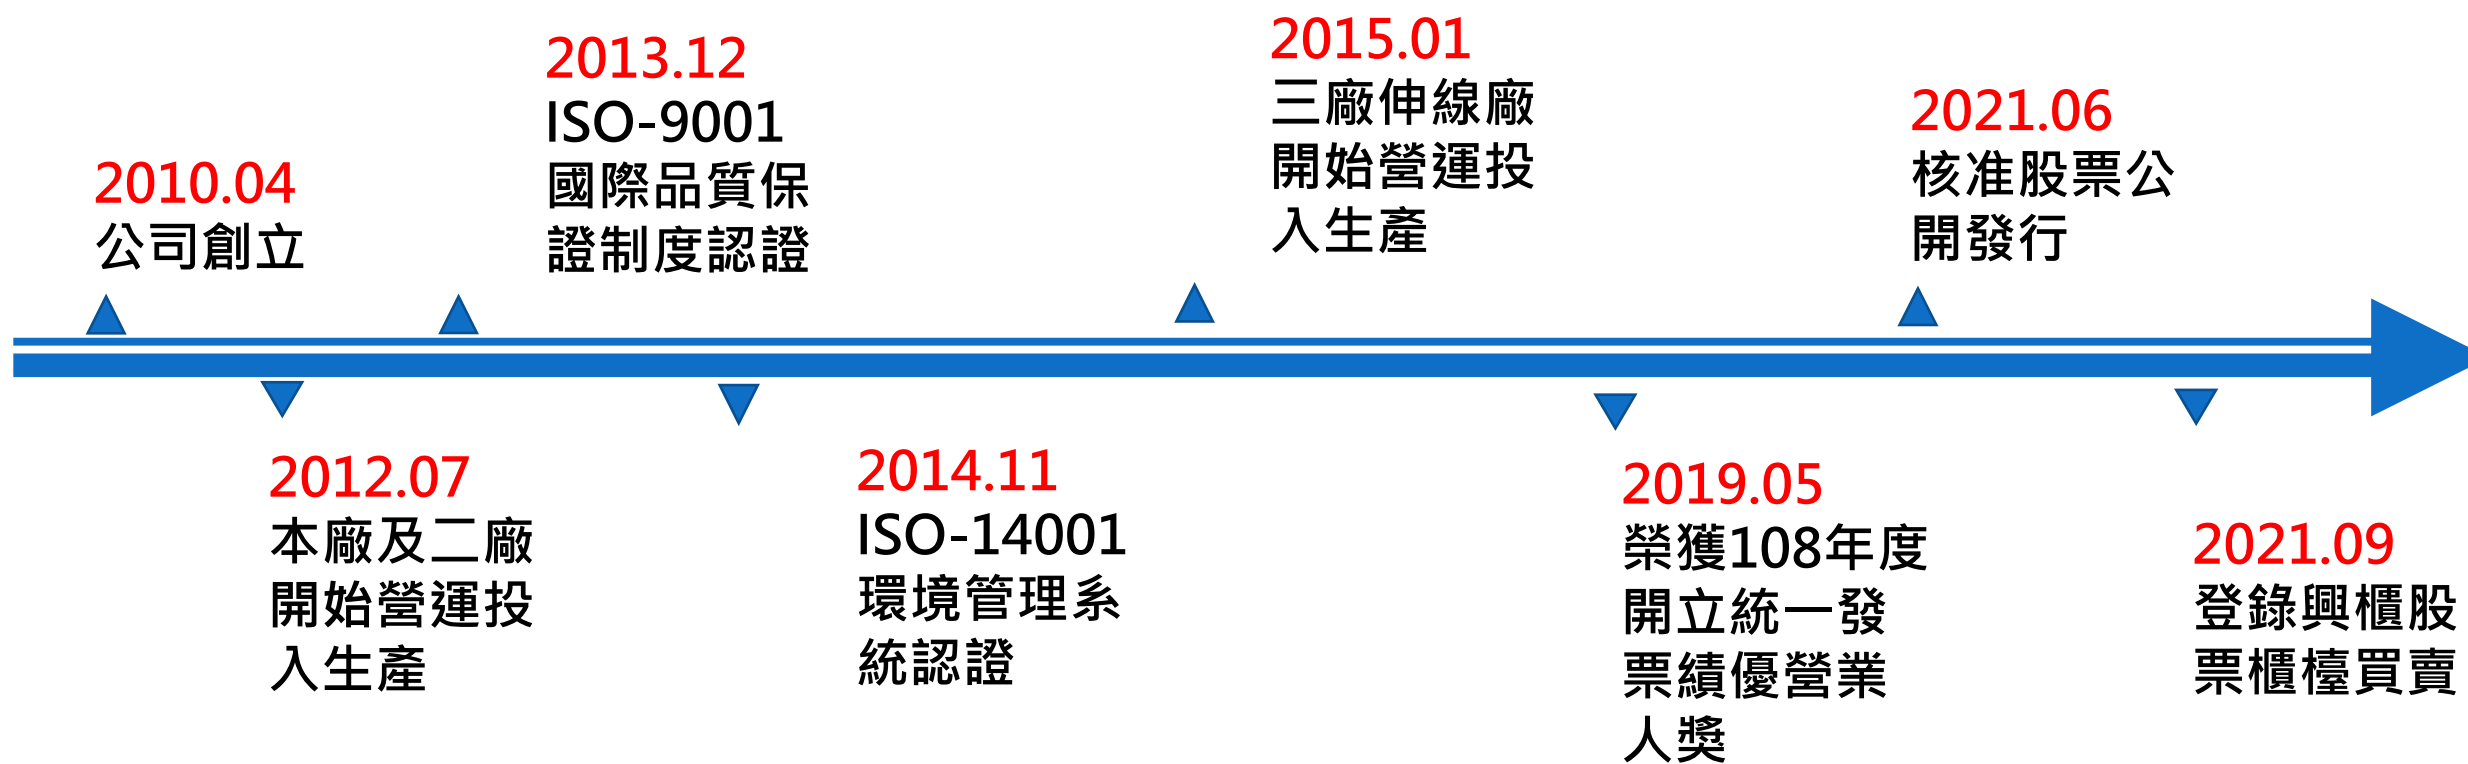 2010.04
公司創立
2012.07
本廠及二廠
開始營運投
入生產
2013.12
ISO-9001
國際品質保
證制度認證
2014.11
ISO-14001
環境管理系
統認證
2015.01
三廠伸線廠
開始營運投
入生產
2019.05
榮獲108年度
開立統一發
票績優營業
人獎
2021.06
核准股票公
開發行
2021.09
登錄興櫃股
票櫃檯買賣